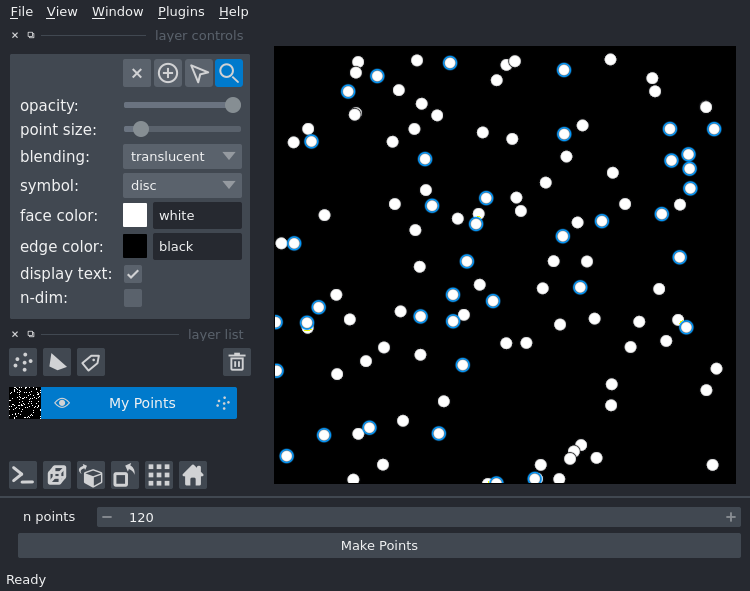 File View Window Plugins Help
layer controls
opacity:
point size:
blending: translucent
symbol: disc
face color: white
edge color: black
display text:
n-dim:
layer list
My Points
n points 120
Make Points
Ready